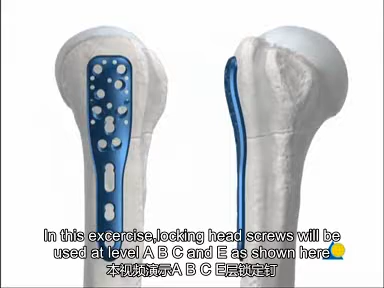 In this excercise,locking head screws will be
used at level A B C and E as shown here
本视频演示A B C E层锁定钉